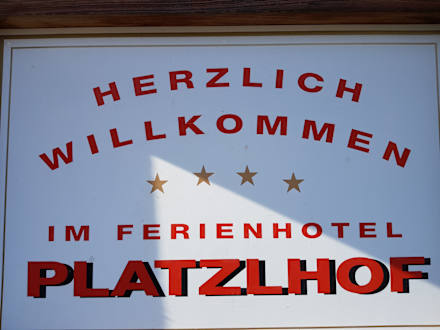 HERZLICH
WILLKOMMEN
IM FERIENHOTEL
PLATZLHOF